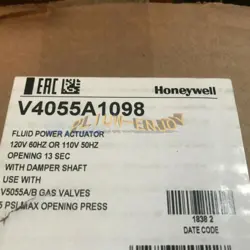 EAC
Honeywell
V4055A1098
FLUID POWER ACTUATOR
120V 60HZ OR 110V 50HZ
OPENING 13 SEC
WITH DAMPER SHAFT
USE WITH
V5055A/B GAS VALVES
5 PSI MAX OPENING PRESS
1838 2
DATE CODE